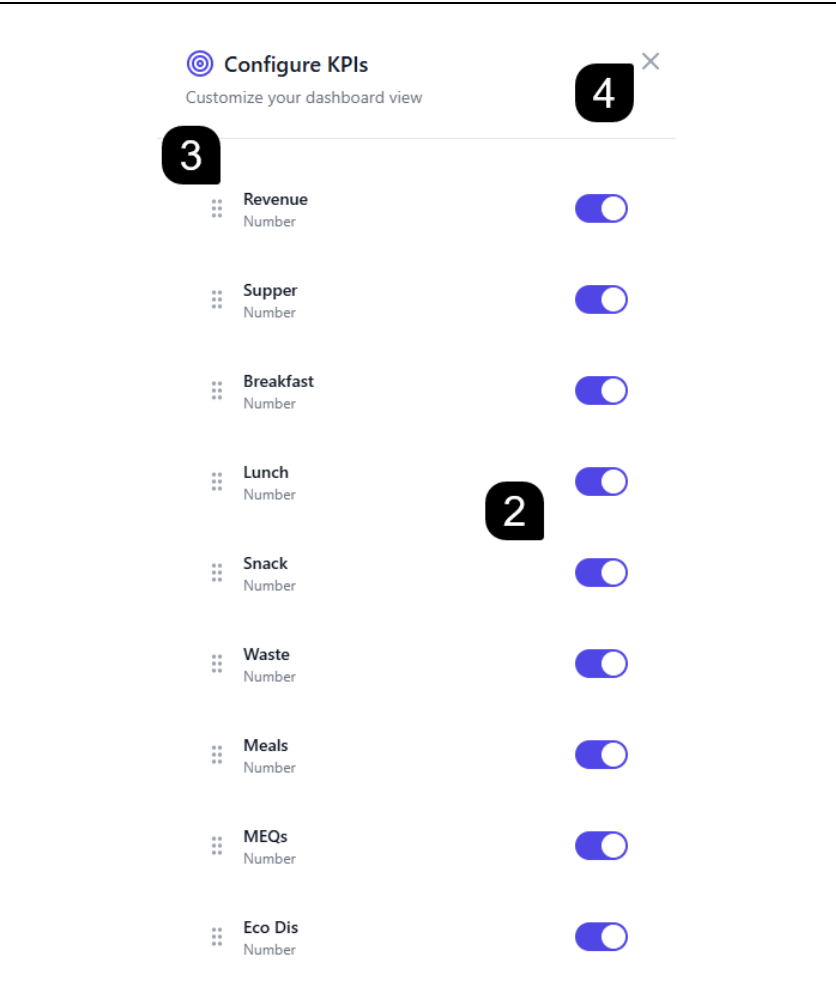 Configure KPIs
Customize your dashboard view
4
3
Revenue
Number
Supper
Number
Breakfast
Number
Lunch
Number
2
Snack
Number
Waste
Number
Meals
Number
MEQs
Number
Eco Dis
Number